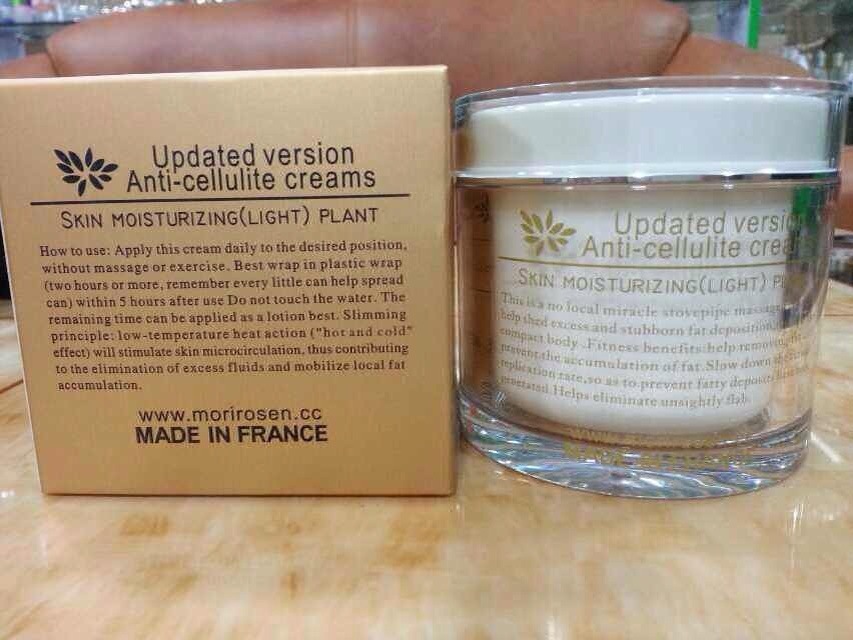 Updated version
Anti-cellulite creams
SKIN MOISTURIZING(LIGHT) PLANT
How to use: Apply this cream daily to the desired position,
without massage or exercise. Best wrap in plastic wrap
(two hours or more, remember every little can help spread
can) within 5 hours after use Do not touch the water. The
remaining time can be applied as a lotion best. Slimming
principle: low-temperature heat action ("hot and cold"
effect) will stimulate skin microcirculation, thus contributing
to the elimination of excess fluids and mobilize local fat
accumulation.
www.morirosen.cc
MADE IN FRANCE
Updated versi
Anti-cellulite crea
SKIN MOISTURIZING(LIGHT) P
This is a no local miracle stovepipe massage
help shed excess and stubborn fat deposition
compact body .Fitness benefits:help remov
prevent the accumulation of fat. Slow down
replication rate,so as to prevent fatty deposits
generated. Helps eliminate unsightly flab.